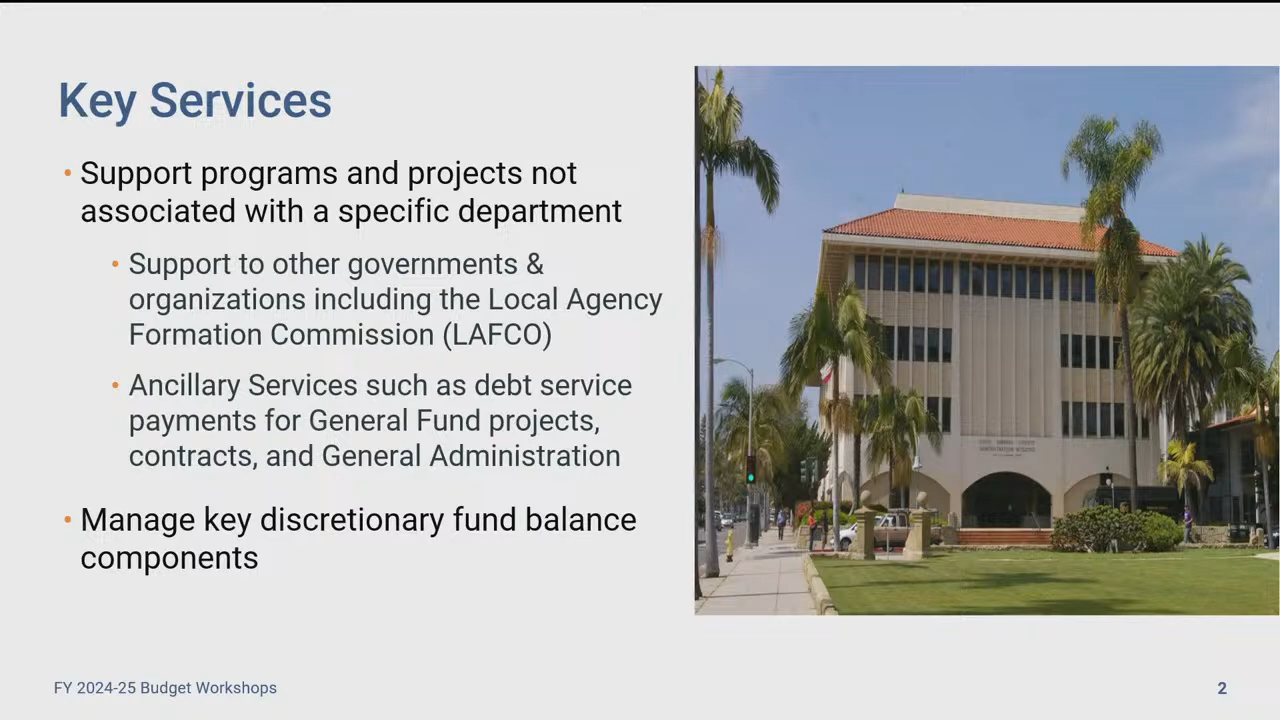 Key Services
• Support programs and projects not
associated with a specific department
• Support to other governments &
organizations including the Local Agency
Formation Commission (LAFCO)
• Ancillary Services such as debt service
payments for General Fund projects,
contracts, and General Administration
• Manage key discretionary fund balance
components
FY 2024-25 Budget Workshops
2